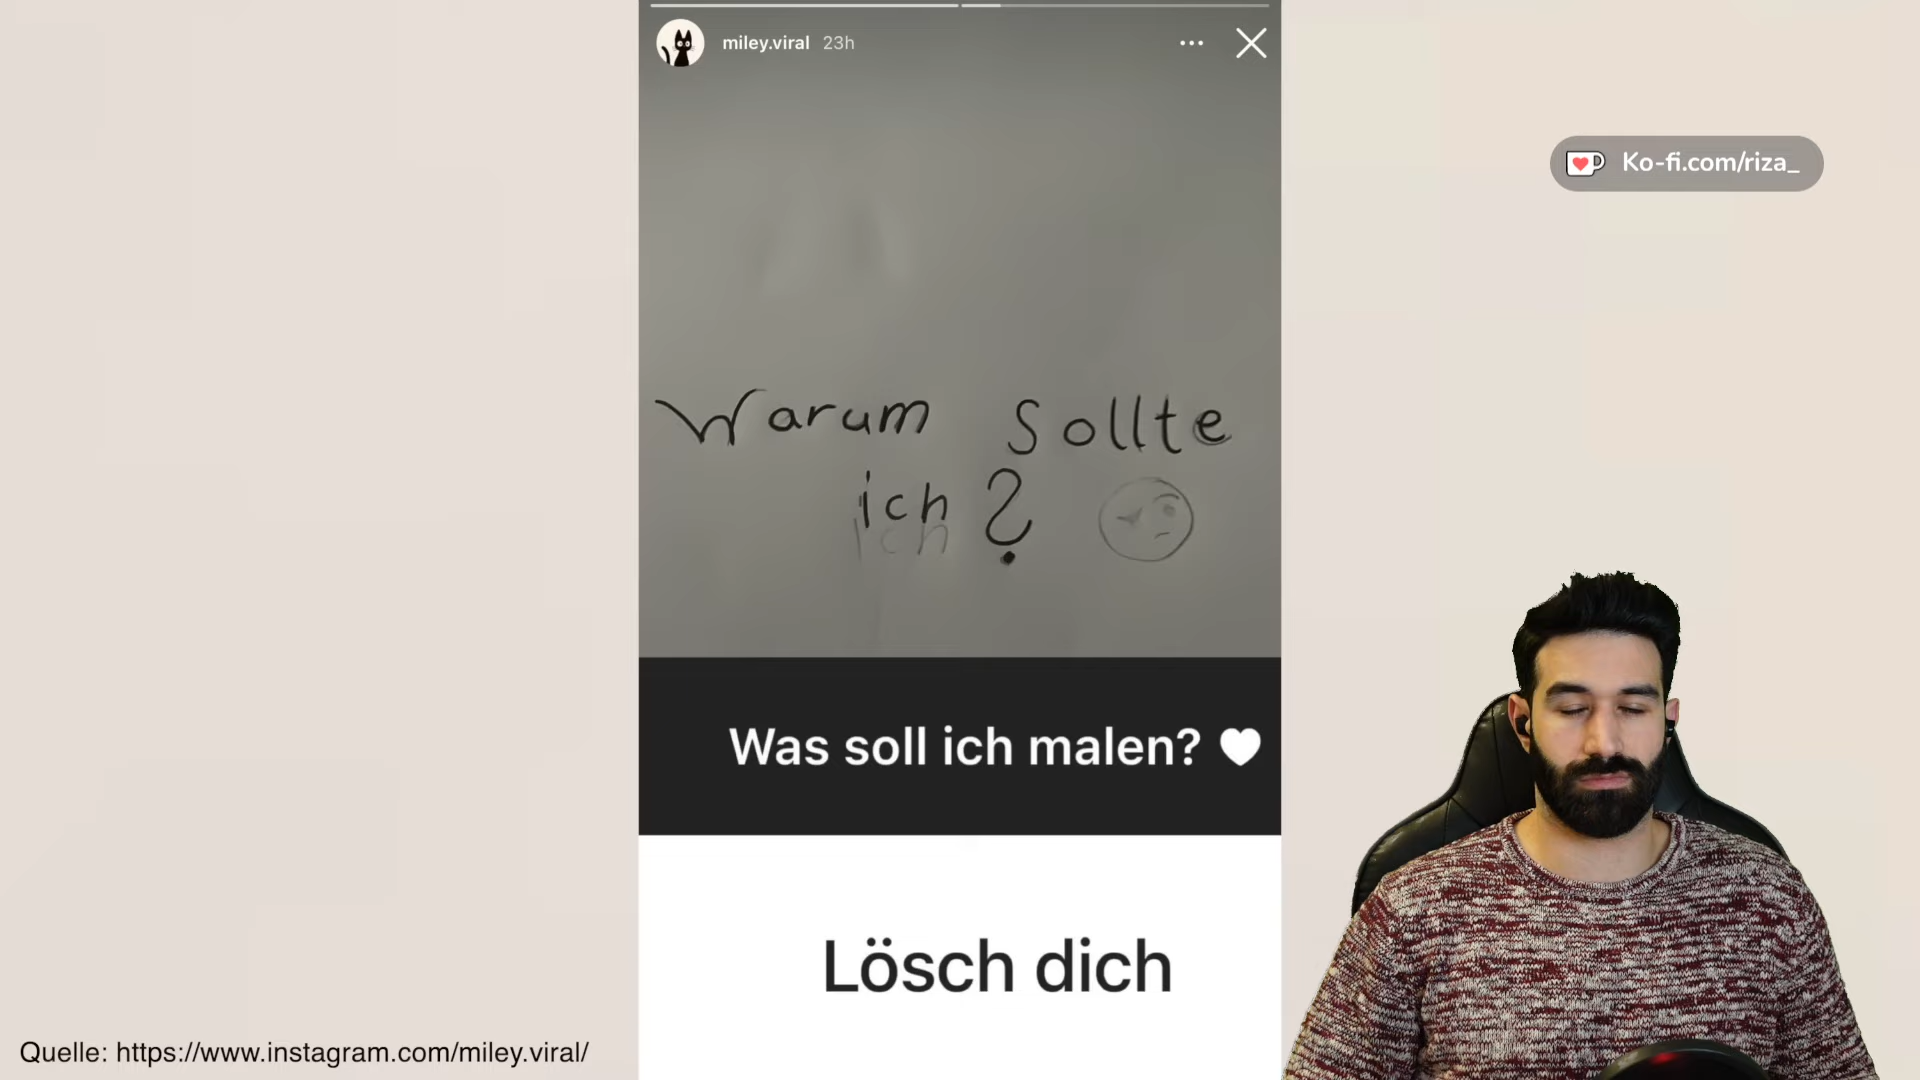 miley.viral 23h
Ko-fi.com/riza_
Warum Sollte
ich?
ich
Was soll ich malen?
Lösch dich
Quelle: https://www.instagram.com/miley.viral/